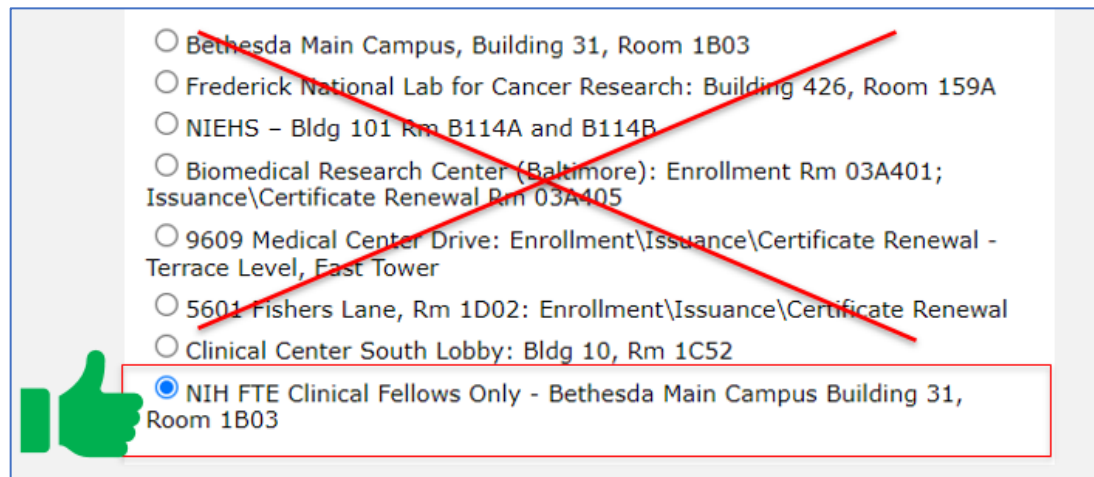 Bethesda Main Campus, Building 31, Room 1B03
Frederick National Lab for Cancer Research: Building 426, Room 159A
NIEHS – Bldg 101 Rm B114A and B114B
Biomedical Research Center (Baltimore): Enrollment Rm 03A401;
Issuance\Certificate Renewal Rm 03A405
9609 Medical Center Drive: Enrollment\Issuance\Certificate Renewal -
Terrace Level, East Tower
5601 Fishers Lane, Rm 1D02: Enrollment\Issuance\Certificate Renewal
Clinical Center South Lobby: Bldg 10, Rm 1C52
NIH FTE Clinical Fellows Only - Bethesda Main Campus Building 31,
Room 1B03